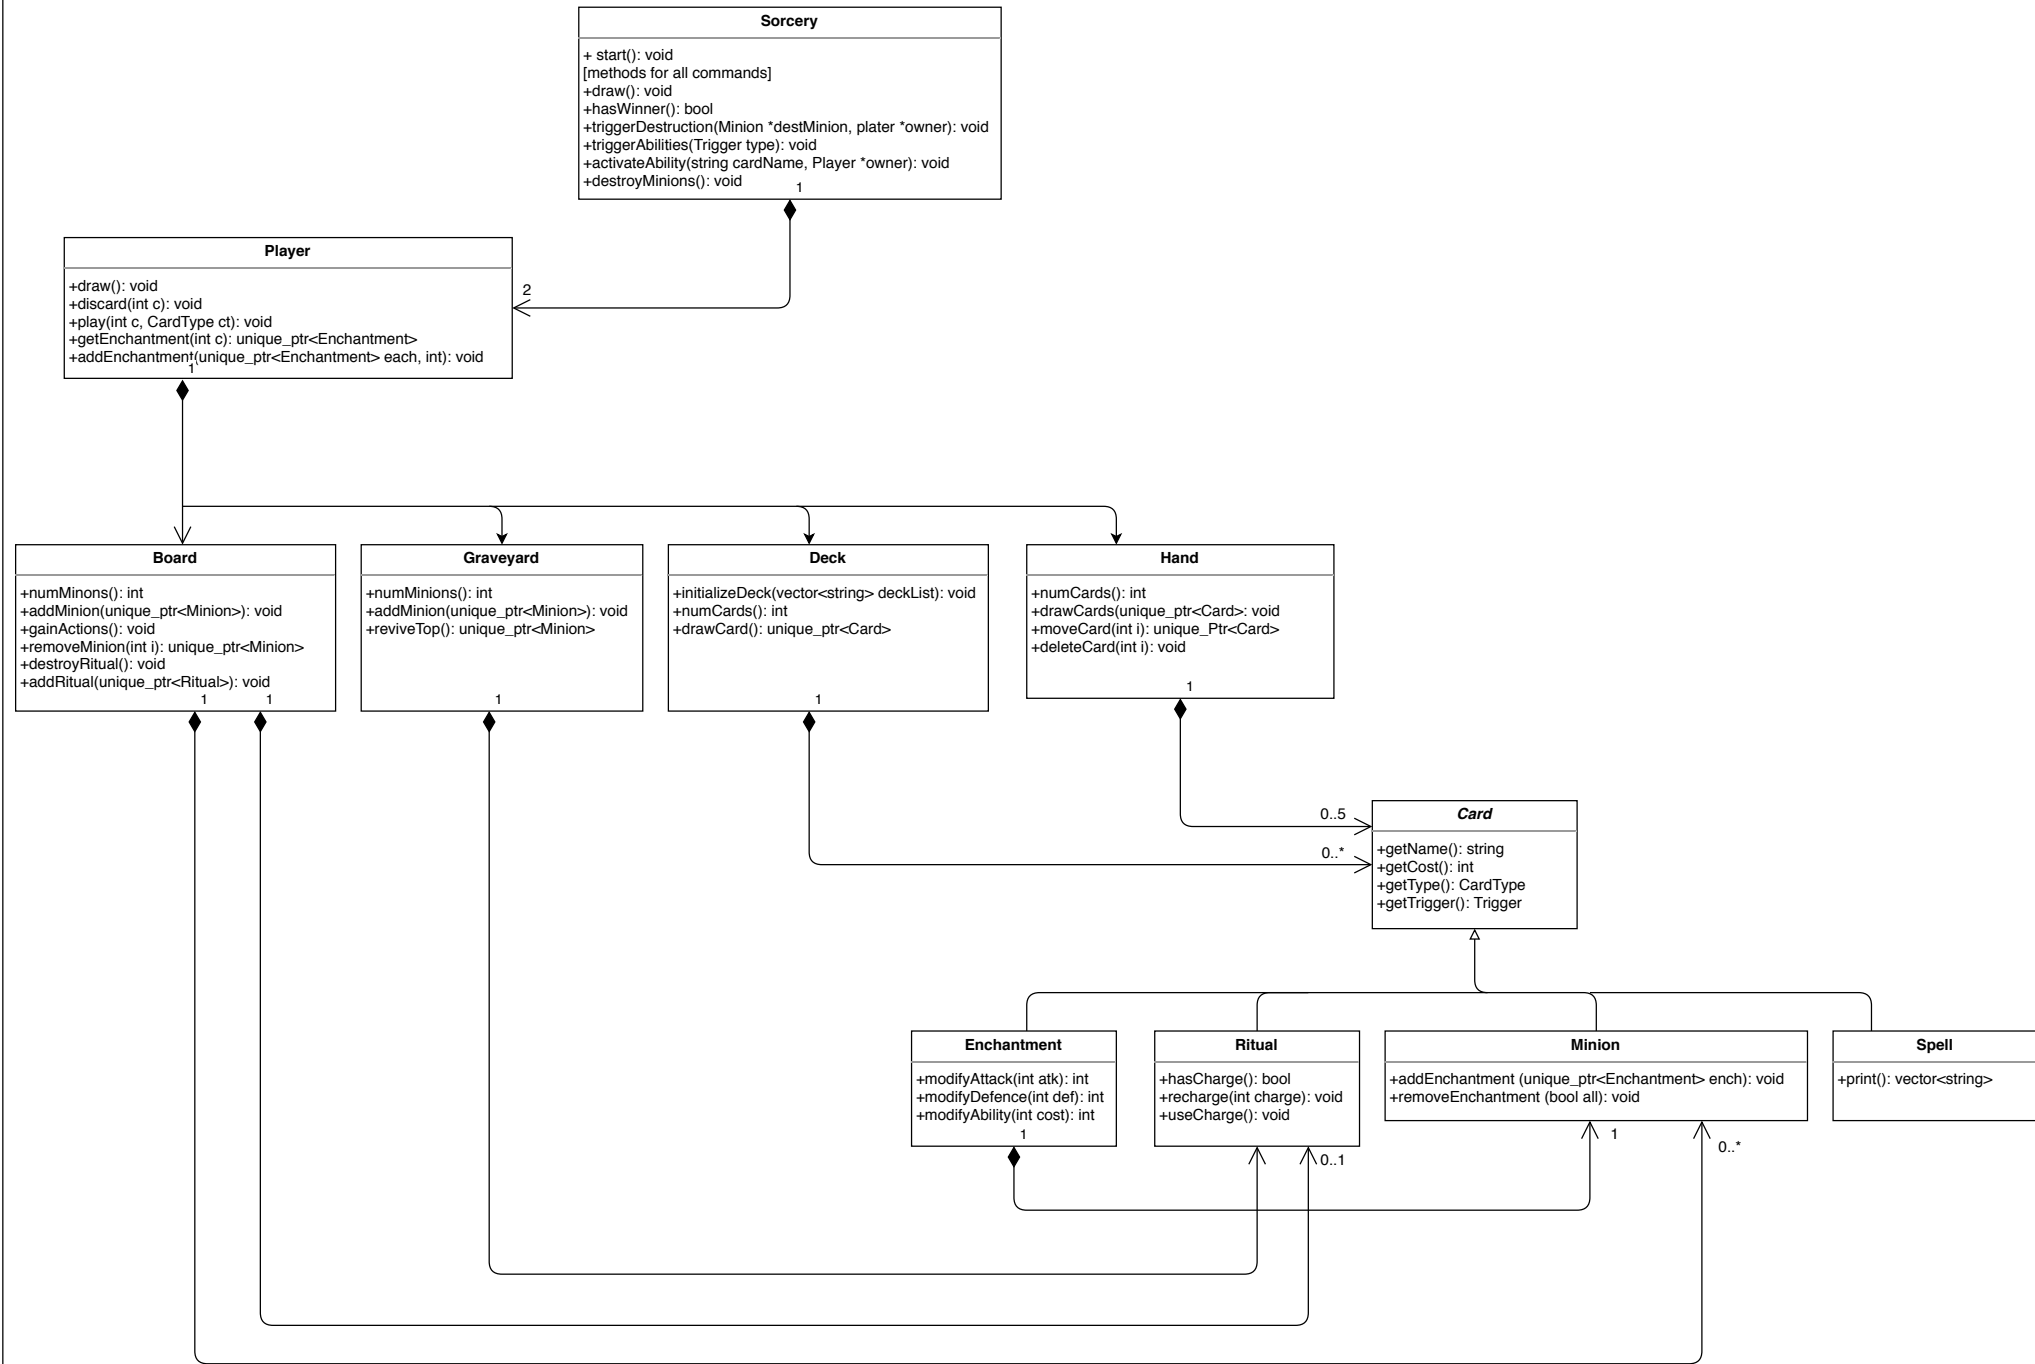 Sorcery
+ start(): void
[methods for all commands]
+draw(): void
+hasWinner(): bool
+triggerDestruction(Minion *destMinion, plater *owner): void
+triggerAbilities(Trigger type): void
+activateAbility(string cardName, Player *owner): void
+destroyMinions(): void
1
Player
+draw(): void
+discard(int c): void
+play(int c, CardType ct): void
+getEnchantment(int c): unique_ptr<Enchantment>
+addEnchantment(unique_ptr<Enchantment> each, int): void
1
2
Board
+numMinons(): int
+addMinion(unique_ptr<Minion>): void
+gainActions(): void
+removeMinion(int i): unique_ptr<Minion>
+destroyRitual(): void
+addRitual(unique_ptr<Ritual>): void
1 1
Graveyard
+numMinions(): int
+addMinion(unique_ptr<Minion>): void
+reviveTop(): unique_ptr<Minion>
1
Deck
+initializeDeck(vector<string> deckList): void
+numCards(): int
+drawCard(): unique_ptr<Card>
1
Hand
+numCards(): int
+drawCards(unique_ptr<Card>: void
+moveCard(int i): unique_Ptr<Card>
+deleteCard(int i): void
1
0..5
0..*
Card
+getName(): string
+getCost(): int
+getType(): CardType
+getTrigger(): Trigger
Enchantment
+modifyAttack(int atk): int
+modifyDefence(int def): int
+modifyAbility(int cost): int
1
Ritual
+hasCharge(): bool
+recharge(int charge): void
+useCharge(): void
0..1
Minion
+addEnchantment (unique_ptr<Enchantment> ench): void
+removeEnchantment (bool all): void
1
0..*
Spell
+print(): vector<string>